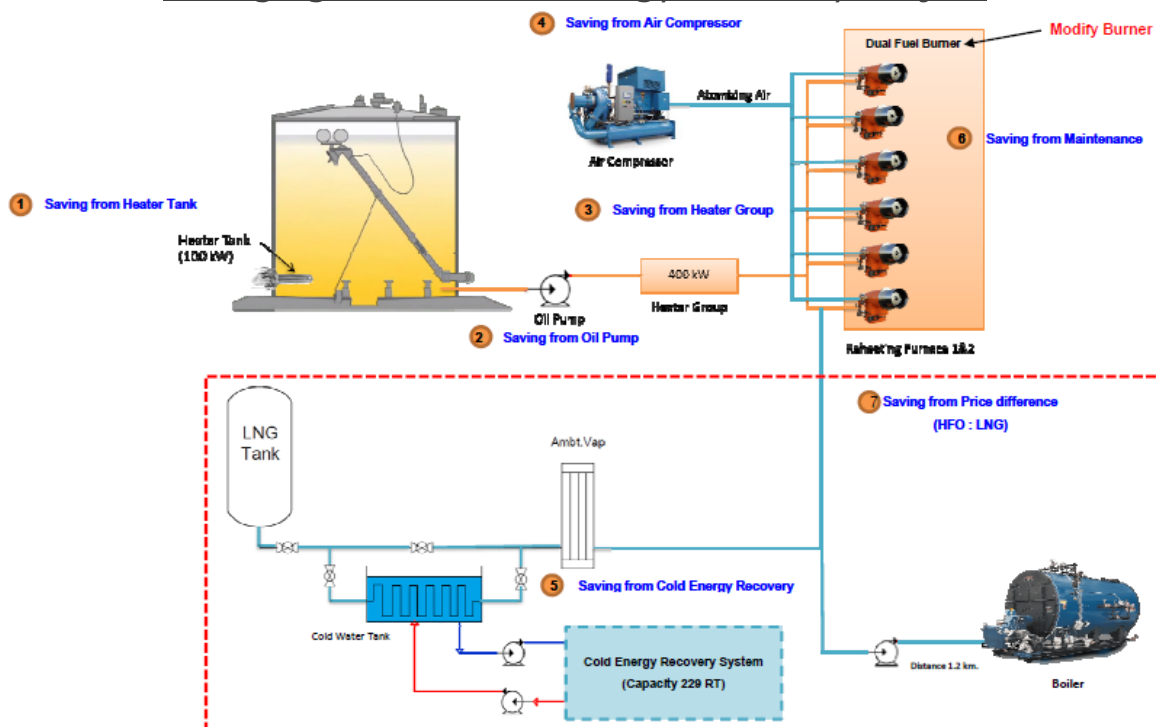 4 Saving from Air Compressor
Modify Burner
Dual Fuel Burner
Atomizing Air
Air Compressor
6 Saving from Maintenance
1 Saving from Heater Tank
3 Saving from Heater Group
Heater Tank
(100 kW)
400 kW
Oil Pump
Heater Group
2 Saving from Oil Pump
Reheating Furnace 1&2
7 Saving from Price difference
(HFO : LNG)
LNG
Tank
Ambt.Vap
5 Saving from Cold Energy Recovery
Cold Water Tank
Cold Energy Recovery System
(Capacity 229 RT)
Distance 1.2 km.
Boiler